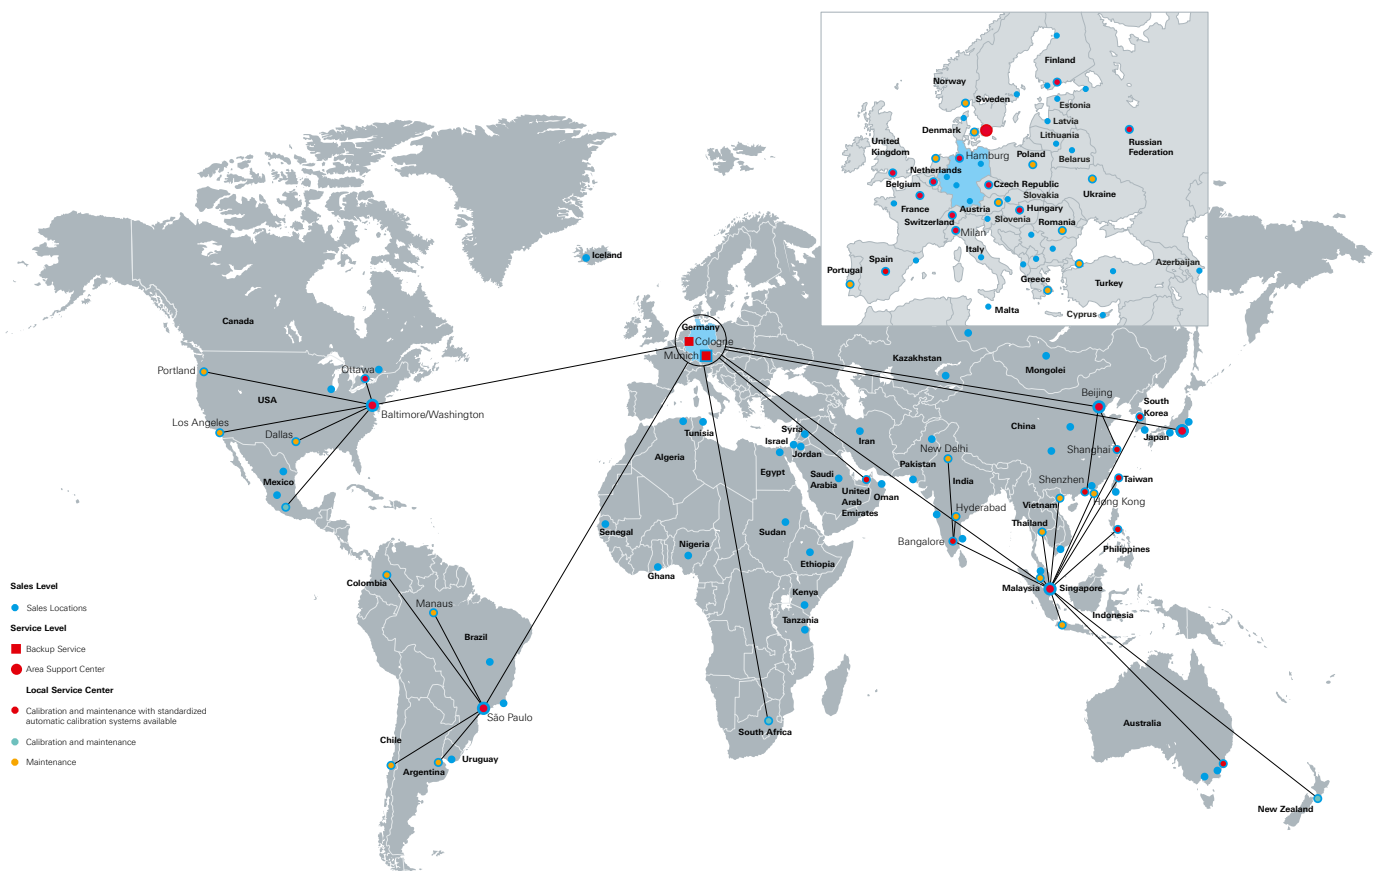 Finland
Norway
Sweden
Estonia
Latvia
Denmark
Lithuania
United
Kingdom
Russian
Federation
Hamburg
Poland
Belarus
Netherlands
Belgium
Czech Republic
Slovakia
Ukraine
France
Austria
Hungary
Switzerland
Slovenia
Romania
Milan
Italy
Spain
Portugal
Greece
Turkey
Azerbaijan
Malta
Cyprus
Iceland
Canada
Germany
Cologne
Munich
Kazakhstan
Mongolei
Portland
Ottawa
USA
Baltimore/Washington
Los Angeles
Dallas
Mexico
Beijing
South
Korea
China
Japan
Shanghai
Tunisia
Algeria
Syria
Israel
Jordan
Iran
Egypt
Saudi
Arabia
United
Arab
Emirates
Oman
New Delhi
Pakistan
India
Hyderabad
Bangalore
Shenzhen
Taiwan
Hong Kong
Vietnam
Thailand
Philippines
Senegal
Nigeria
Ghana
Sudan
Ethiopia
Kenya
Tanzania
Malaysia
Singapore
Indonesia
Colombia
Manaus
Brazil
São Paulo
Chile
Argentina
Uruguay
South Africa
Australia
New Zealand
Sales Level
Sales Locations
Service Level
Backup Service
Area Support Center
Local Service Center
Calibration and maintenance with standardized
automatic calibration systems available
Calibration and maintenance
Maintenance